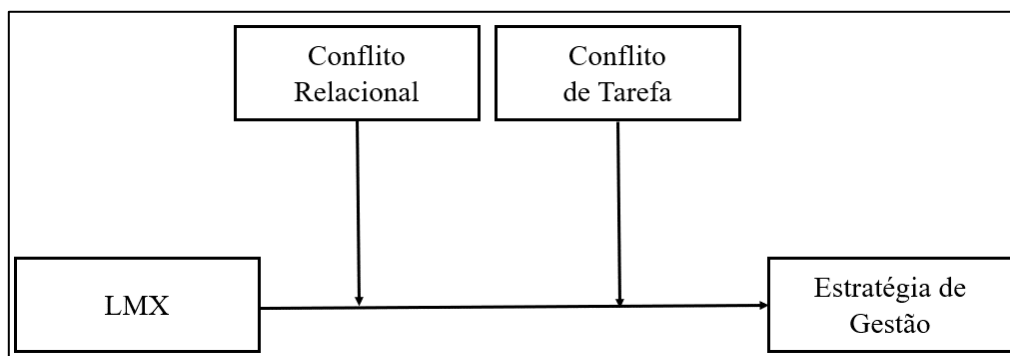 Conflito
Relacional
Conflito
de Tarefa
LMX
Estratégia de
Gestão